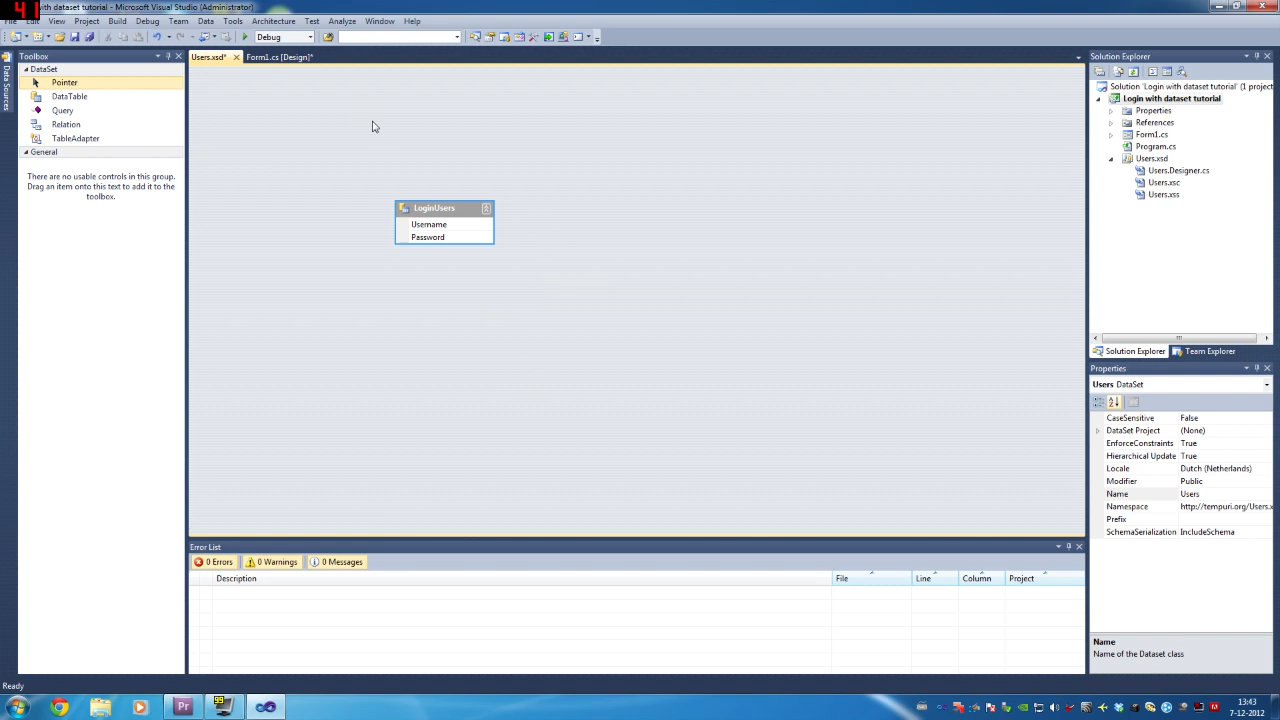 41
with dataset tutorial - Microsoft Visual Studio (Administrator)
File Edit View Project Build Debug Team Data Tools Architecture Test Analyze Window Help
Debug
Toolbox
DataSet
Pointer
DataTable
Query
Relation
TableAdapter
General
There are no usable controls in this group.
Drag an item onto this text to add it to the
toolbox.
Data Sources
Users.xsd*
Form1.cs [Design]*
LoginUsers
Username
Password
Error List
0 Errors
0 Warnings
0 Messages
Description File Line Column Project
Solution Explorer
Solution 'Login with dataset tutorial' (1 project
Login with dataset tutorial
Properties
References
Form1.cs
Program.cs
Users.xsd
Users.Designer.cs
Users.xsc
Users.xss
Solution Explorer
Team Explorer
Properties
Users DataSet
CaseSensitive False
DataSet Project (None)
EnforceConstraints True
Hierarchical Update True
Locale Dutch (Netherlands)
Modifier Public
Name Users
Namespace http://tempuri.org/Users.x
Prefix
SchemaSerialization IncludeSchema
Name
Name of the Dataset class
Ready
Pr
99
13:43
7-12-2012